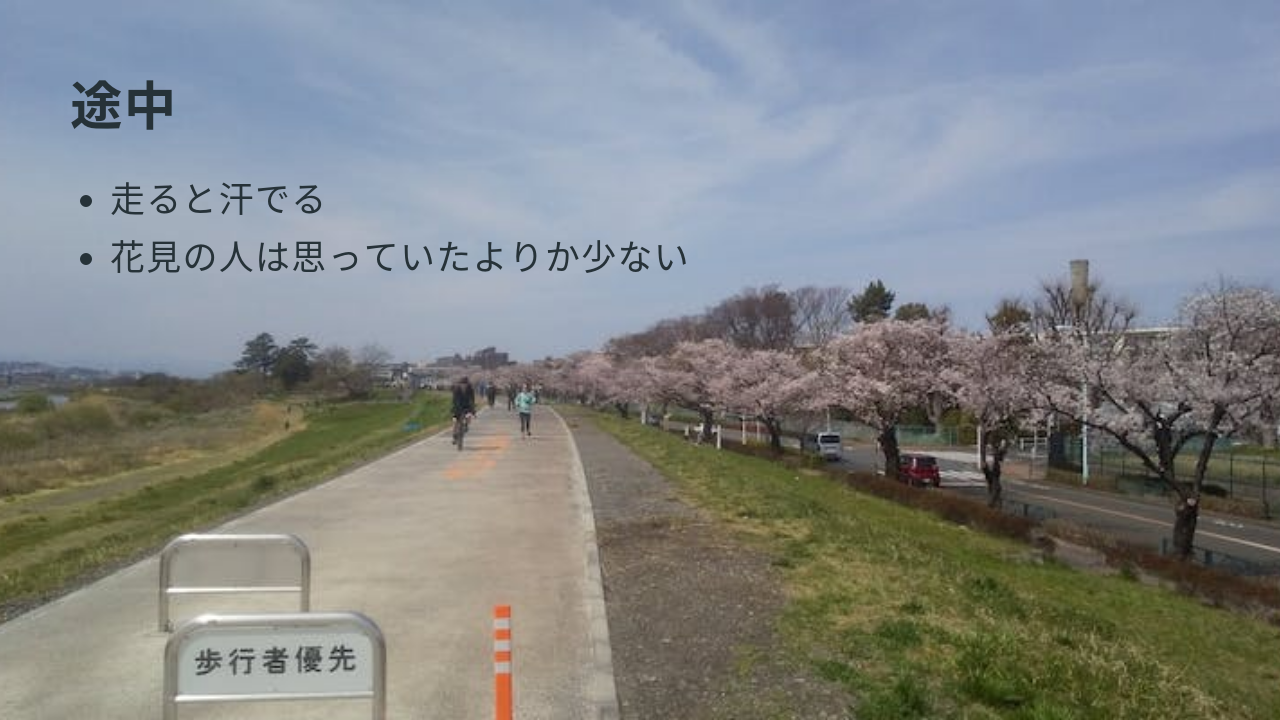 途中
• 走ると汗でる
• 花見の人は思っていたよりか少ない
歩行者優先